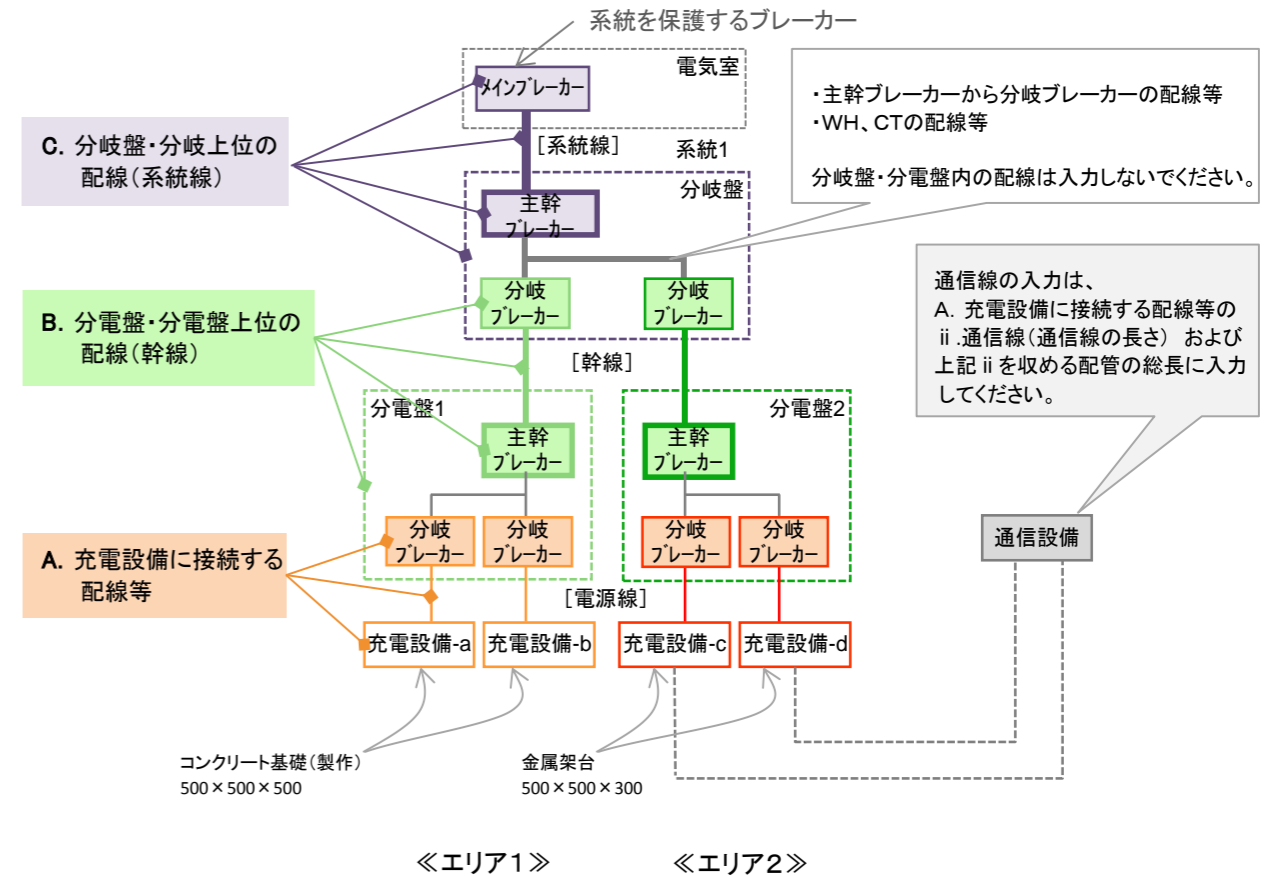 系統を保護するブレーカー
電気室
メインブレーカー
[系統線]
系統1
C. 分岐盤・分岐上位の
配線(系統線)
分岐盤
主幹
ブレーカー
・主幹ブレーカーから分岐ブレーカーの配線等
・WH、CTの配線等
分岐盤・分電盤内の配線は入力しないでください。
分岐
ブレーカー
分岐
ブレーカー
通信線の入力は、
A. 充電設備に接続する配線等の
ⅱ.通信線(通信線の長さ) および
上記ⅱを収める配管の総長に入力
してください。
B. 分電盤・分電盤上位の
配線(幹線)
[幹線]
分電盤1
主幹
ブレーカー
分電盤2
主幹
ブレーカー
A. 充電設備に接続する
配線等
分岐
ブレーカー
分岐
ブレーカー
分岐
ブレーカー
分岐
ブレーカー
通信設備
[電源線]
充電設備-a
充電設備-b
充電設備-c
充電設備-d
コンクリート基礎(製作)
500×500×500
金属架台
500×500×300
≪エリア1≫
≪エリア2≫